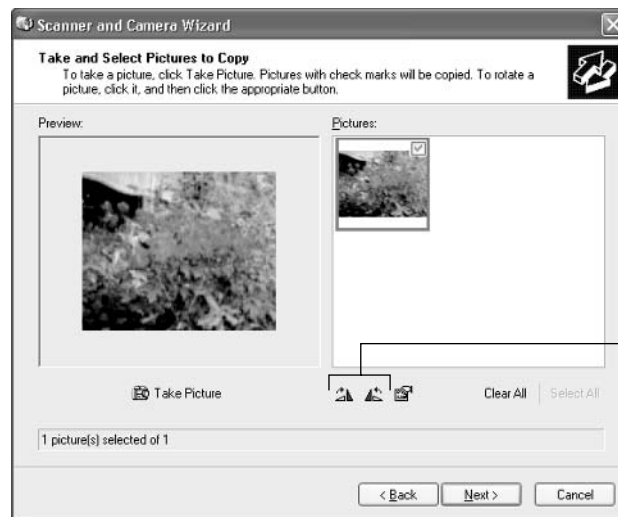 Scanner and Camera Wizard
Take and Select Pictures to Copy
To take a picture, click Take Picture. Pictures with check marks will be copied. To rotate a
picture, click it, and then click the appropriate button.
Preview:
Pictures:
Take Picture
Clear All
Select All
1 picture(s) selected of 1
< Back
Next >
Cancel